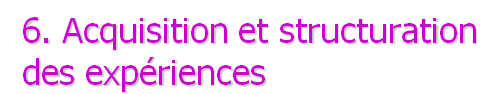 6. Acquisition et structuration
des expériences